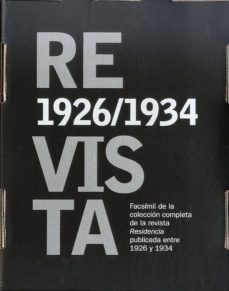 RE
1926/1934
VIS
TA
Facsímil de la
colección completa
de la revista
Residencia
publicada entre
1926 y 1934